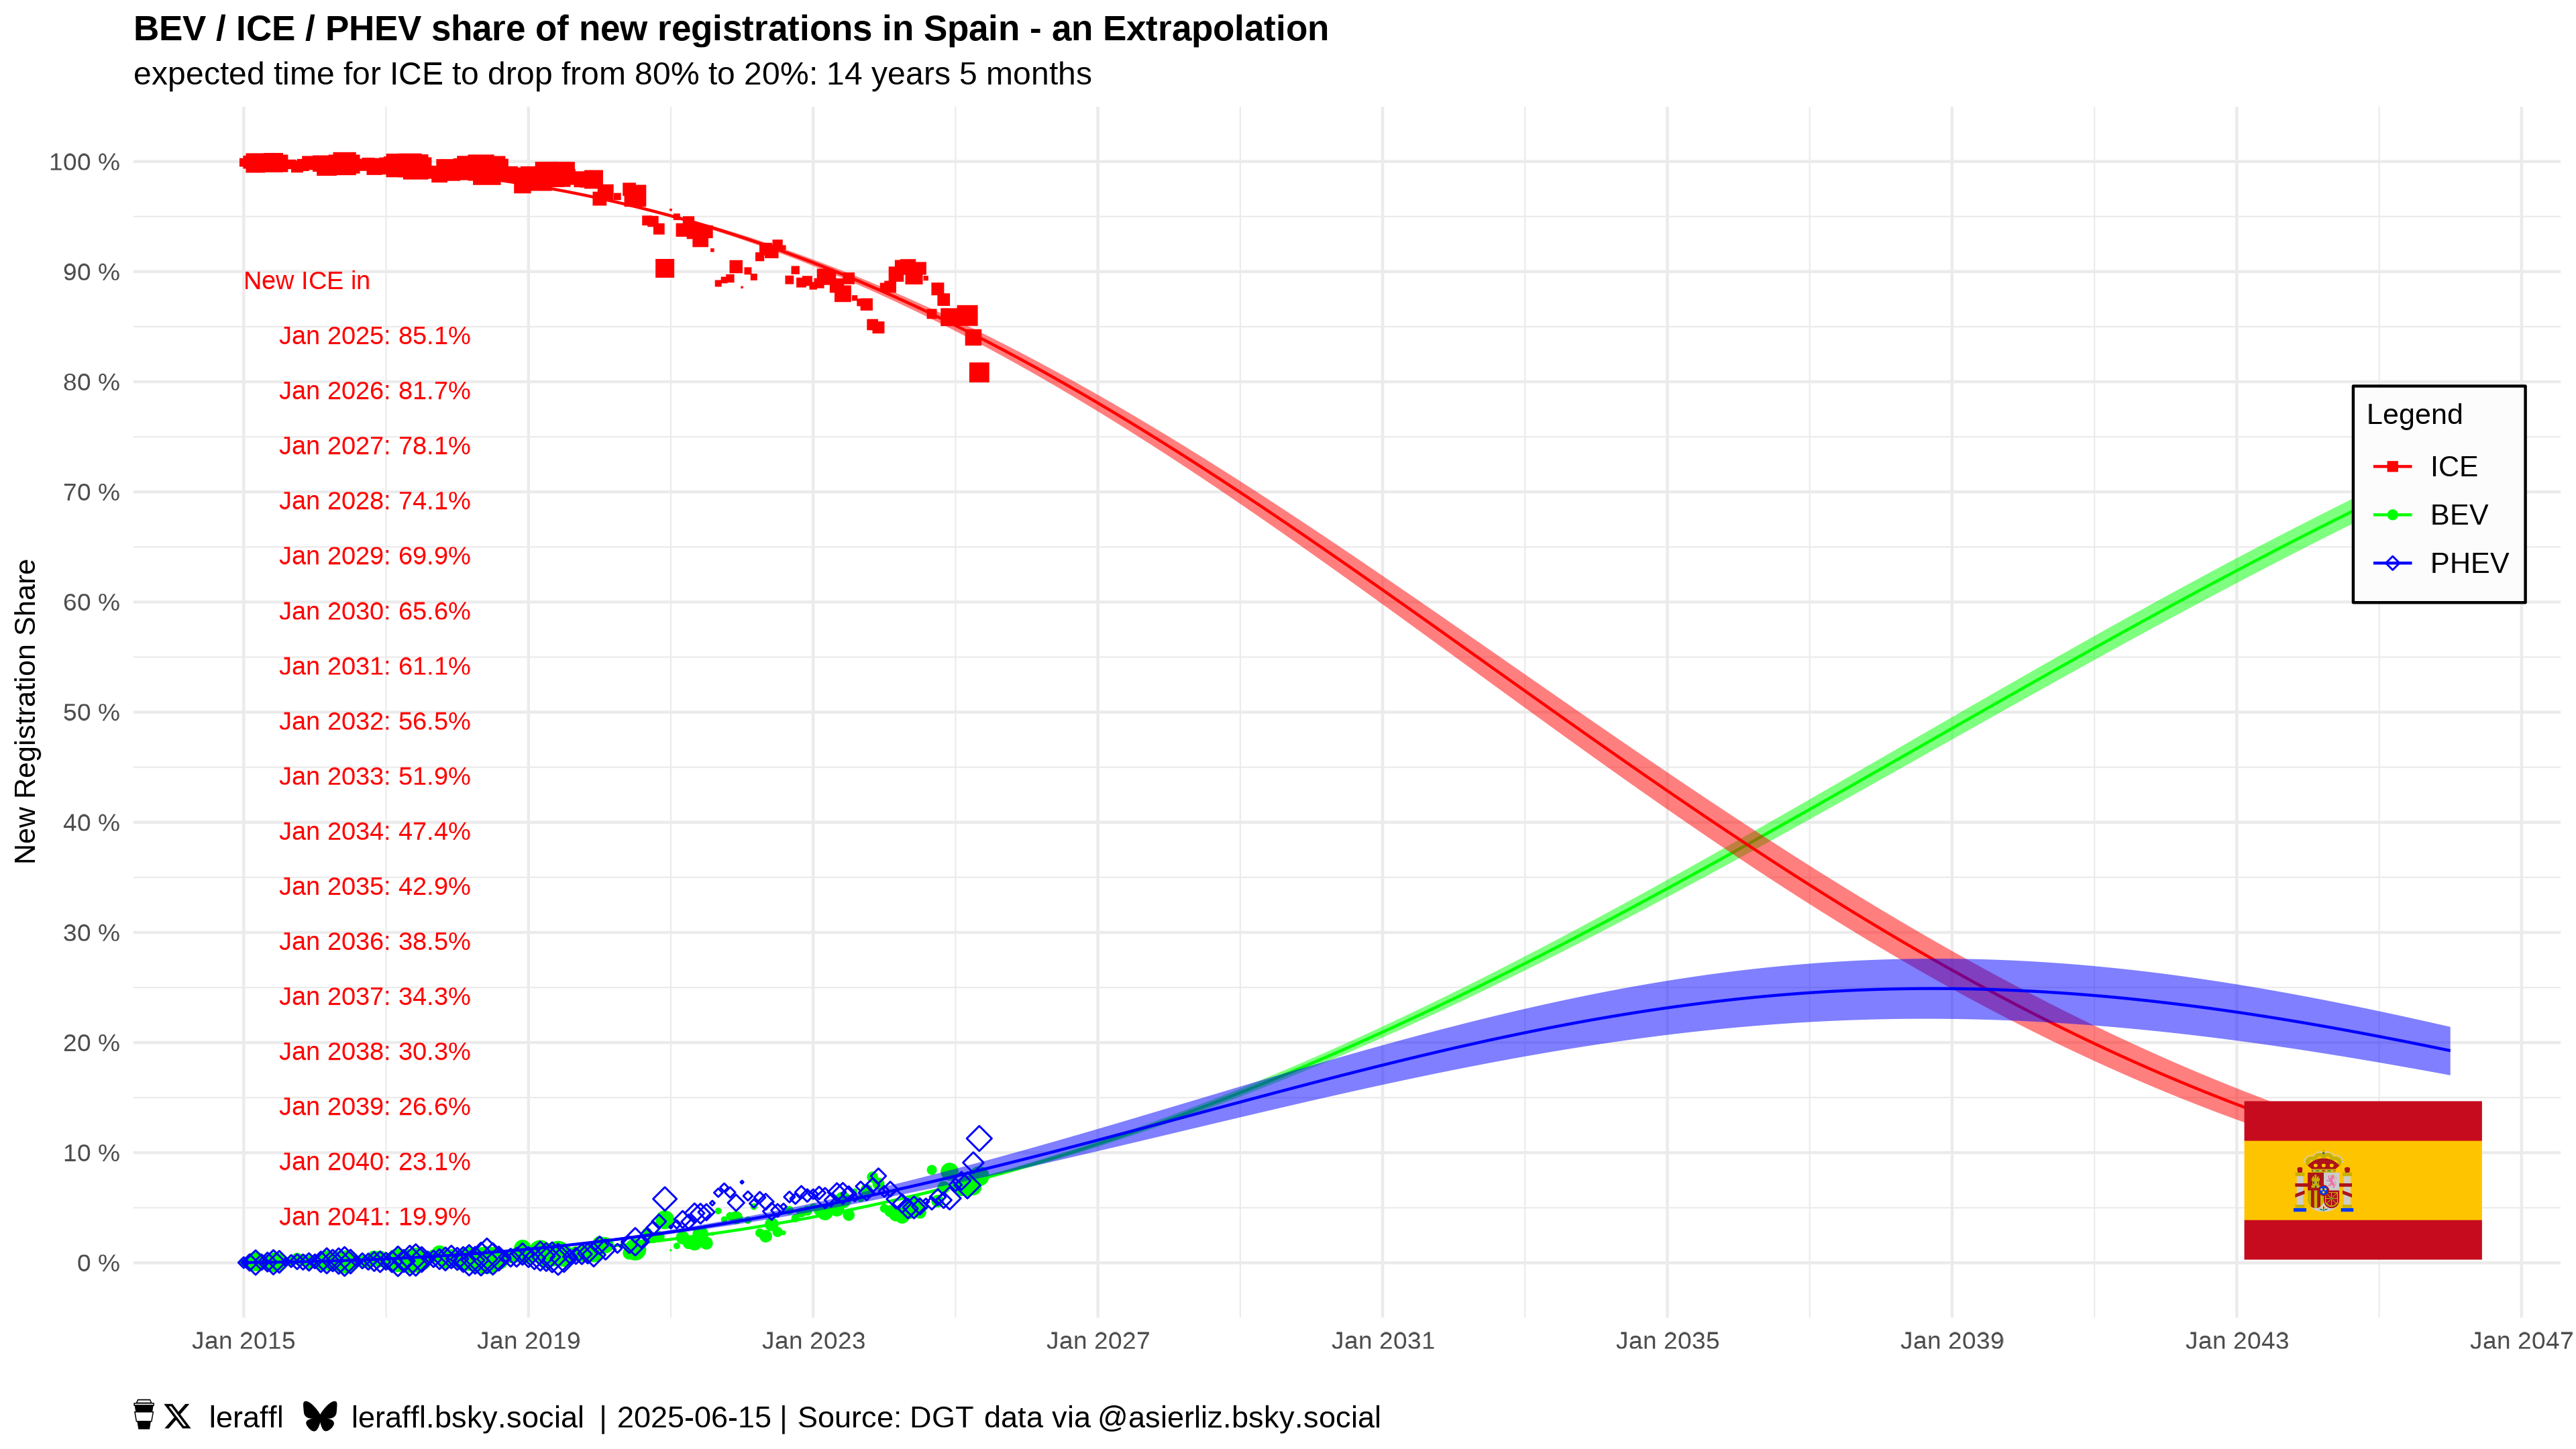 BEV / ICE / PHEV share of new registrations in Spain - an Extrapolation
expected time for ICE to drop from 80% to 20%: 14 years 5 months
New Registration Share
100 %
90 %
80 %
70 %
60 %
50 %
40 %
30 %
20 %
10 %
0 %
New ICE in
Jan 2025: 85.1%
Jan 2026: 81.7%
Jan 2027: 78.1%
Jan 2028: 74.1%
Jan 2029: 69.9%
Jan 2030: 65.6%
Jan 2031: 61.1%
Jan 2032: 56.5%
Jan 2033: 51.9%
Jan 2034: 47.4%
Jan 2035: 42.9%
Jan 2036: 38.5%
Jan 2037: 34.3%
Jan 2038: 30.3%
Jan 2039: 26.6%
Jan 2040: 23.1%
Jan 2041: 19.9%
Legend
ICE
BEV
PHEV
Jan 2015 Jan 2019 Jan 2023 Jan 2027 Jan 2031 Jan 2035 Jan 2039 Jan 2043 Jan 2047
leraffl leraffl.bsky.social | 2025-06-15 | Source: DGT data via @asierliz.bsky.social